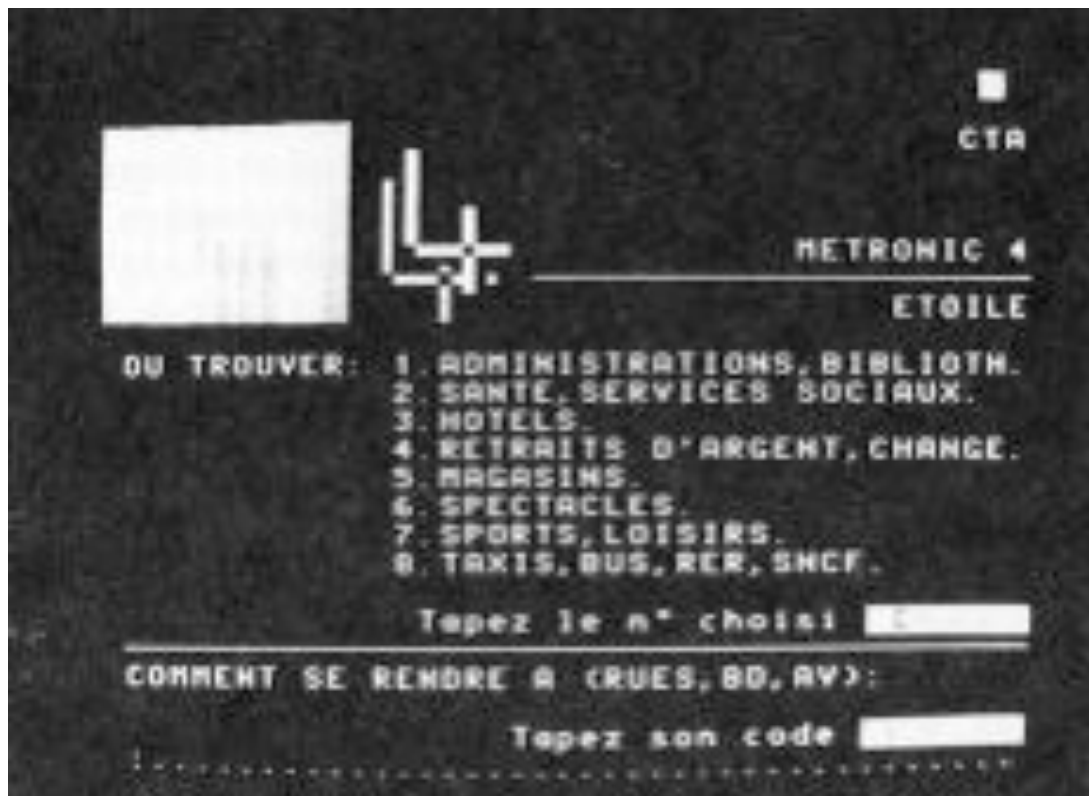 CTA
METRONIC 4
ETOILE
OU TROUVER: 1. ADMINISTRATIONS, BIBLIOTH.
2. SANTE, SERVICES SOCIAUX.
3. HOTELS.
4. RETRAITS D'ARGENT, CHANGE.
5. MAGASINS.
6. SPECTACLES.
7. SPORTS, LOISIRS.
8. TAXIS, BUS, RER, SNCF.
Tapez le n° choisi
COMMENT SE RENDRE A (RUES, BD, AV):
Tapez son code